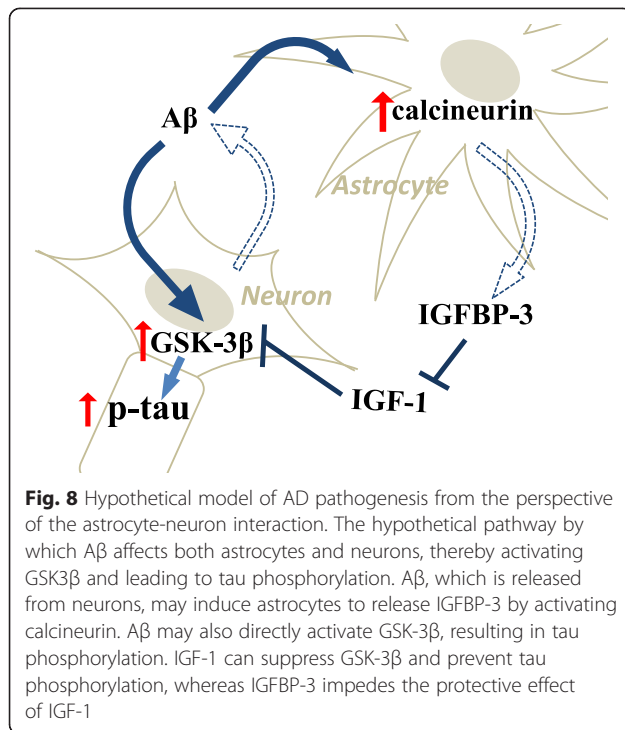 Aβ
calcineurin
Astrocyte
Neuron
IGFBP-3
GSK-3β
IGF-1
p-tau
Fig. 8 Hypothetical model of AD pathogenesis from the perspective
of the astrocyte-neuron interaction. The hypothetical pathway by
which Aβ affects both astrocytes and neurons, thereby activating
GSK3β and leading to tau phosphorylation. Aβ, which is released
from neurons, may induce astrocytes to release IGFBP-3 by activating
calcineurin. Aβ may also directly activate GSK-3β, resulting in tau
phosphorylation. IGF-1 can suppress GSK-3β and prevent tau
phosphorylation, whereas IGFBP-3 impedes the protective effect
of IGF-1